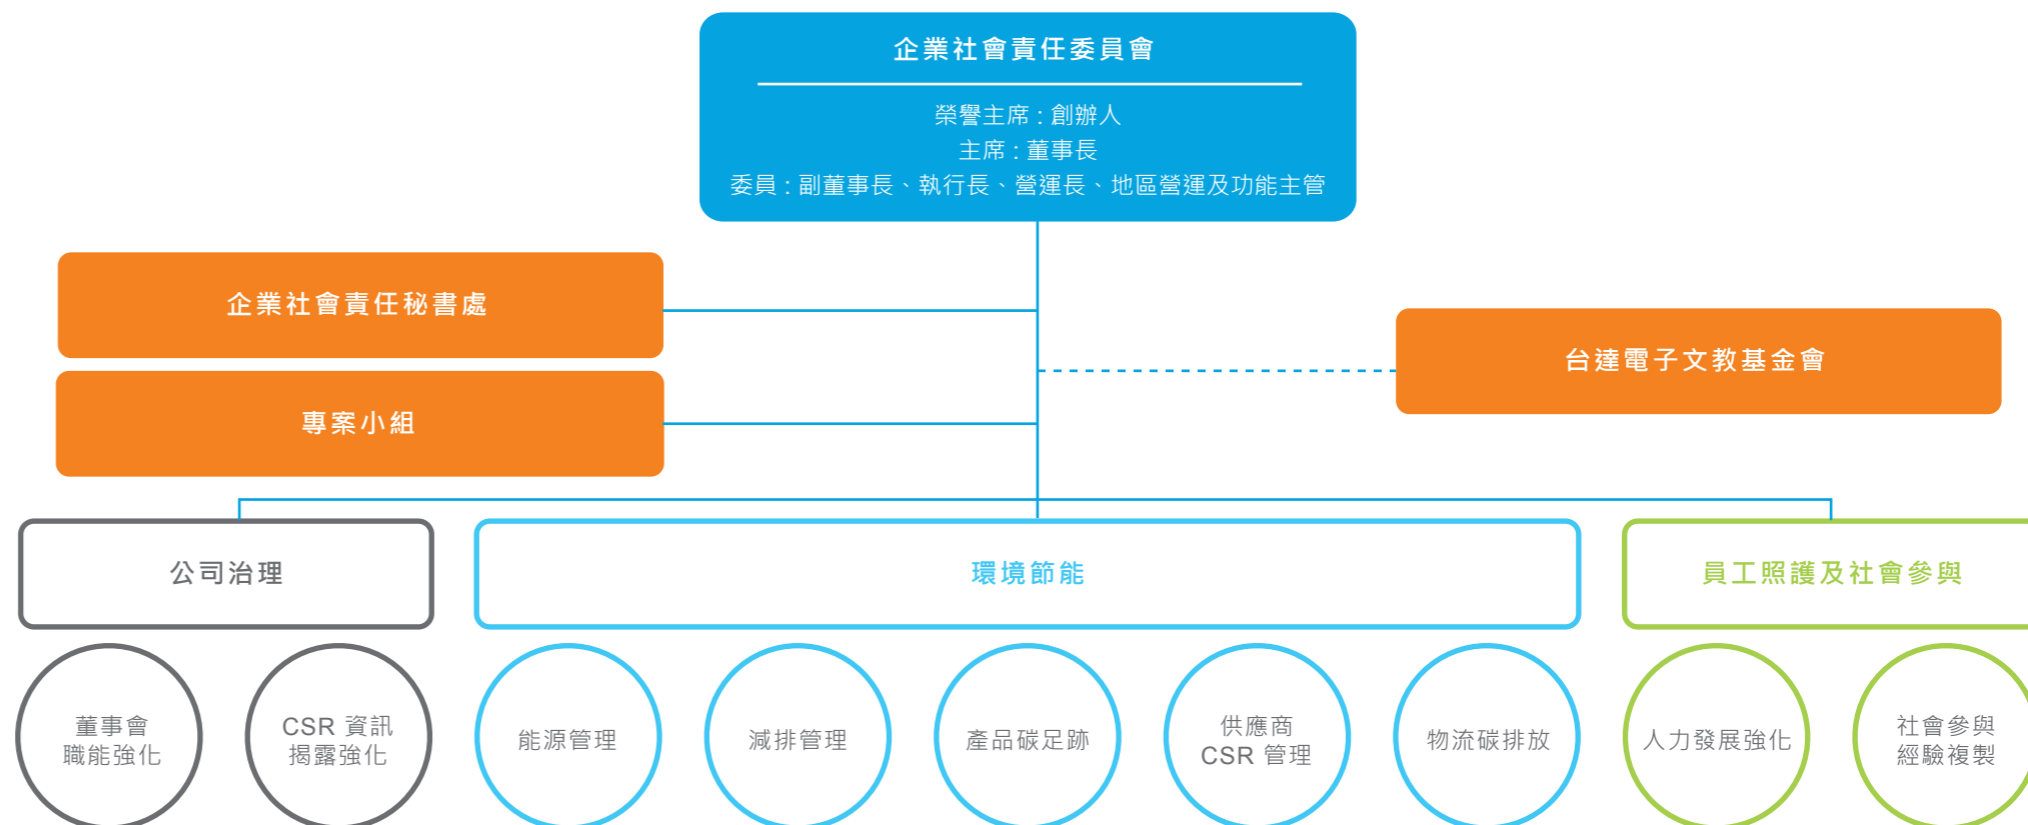 企業社會責任委員會
榮譽主席 : 創辦人
主席 : 董事長
委員 : 副董事長、執行長、營運長、地區營運及功能主管
企業社會責任秘書處
台達電子文教基金會
專案小組
公司治理
環境節能
員工照護及社會參與
董事會
職能強化
CSR 資訊
揭露強化
能源管理
減排管理
產品碳足跡
供應商
CSR 管理
物流碳排放
人力發展強化
社會參與
經驗複製